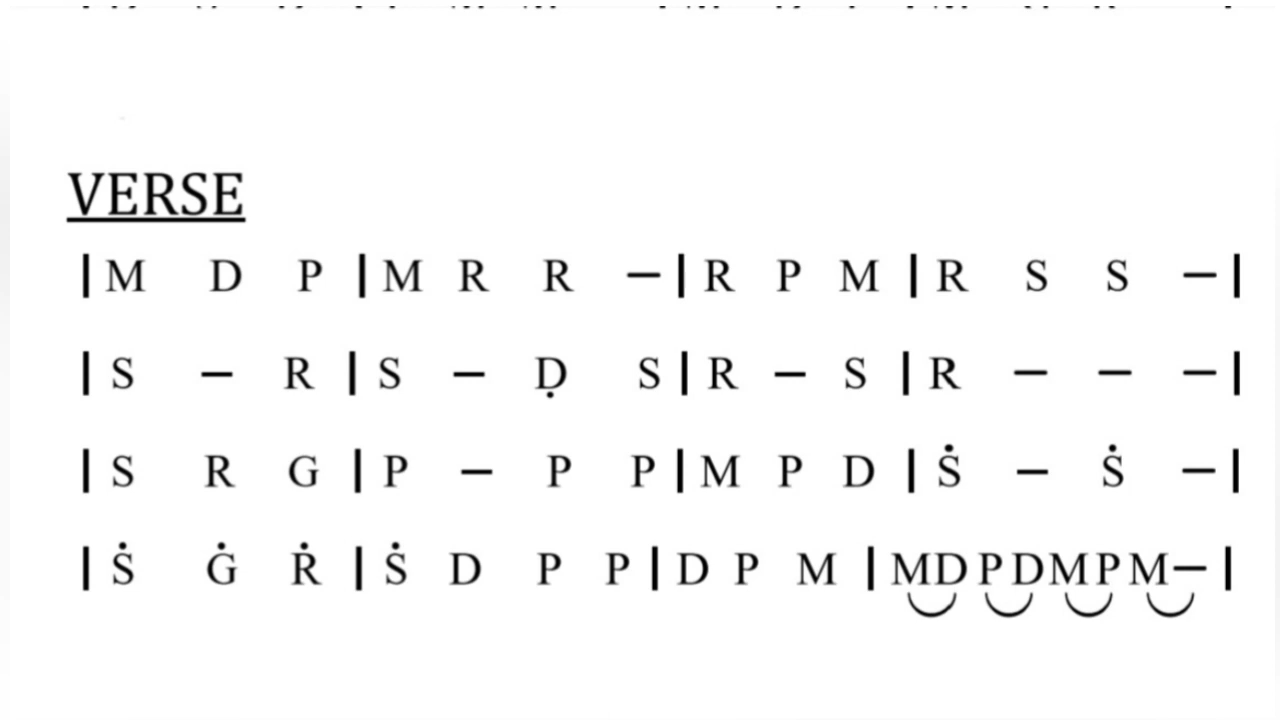 VERSE
| M D P | M R R – | R P M | R S S – |
| S – R | S – Ḍ S | R – S | R – – – |
| S R G | P – P P | M P D | Ṡ – Ṡ – |
| Ṡ Ġ Ṙ | Ṡ D P P | D P M | MD PD MP M– |